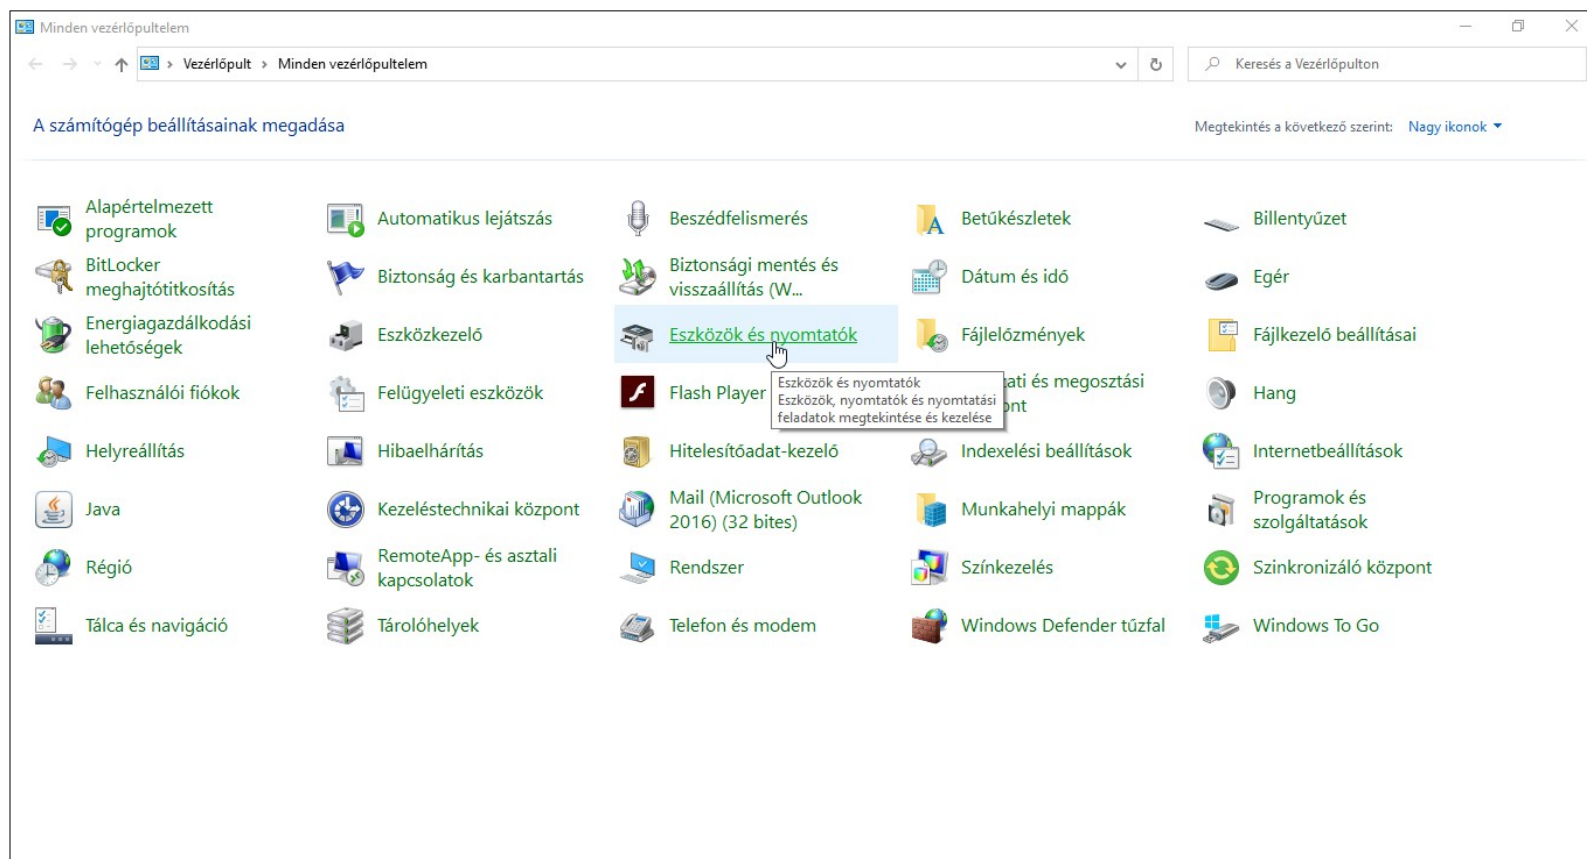 Minden vezérlőpultelem
Vezérlőpult › Minden vezérlőpultelem
Keresés a Vezérlőpulton
A számítógép beállításainak megadása
Megtekintés a következő szerint: Nagy ikonok
Alapértelmezett
programok
Automatikus lejátszás
Beszédfelismerés
Betűkészletek
Billentyűzet
BitLocker
meghajtótitkosítás
Biztonság és karbantartás
Biztonsági mentés és
visszaállítás (W...
Dátum és idő
Egér
Energiagazdálkodási
lehetőségek
Eszközkezelő
Eszközök és nyomtatók
Fájlelőzmények
Fájlkezelő beállításai
Felhasználói fiókok
Felügyeleti eszközök
Flash Player
Eszközök és nyomtatók
Eszközök, nyomtatók és nyomtatási
feladatok megtekintése és kezelése
és megosztási
Hang
Helyreállítás
Hibaelhárítás
Hitelesítőadat-kezelő
Indexelési beállítások
Internetbeállítások
Java
Kezeléstechnikai központ
Mail (Microsoft Outlook
2016) (32 bites)
Munkahelyi mappák
Programok és
szolgáltatások
Régió
RemoteApp- és asztali
kapcsolatok
Rendszer
Színkezelés
Szinkronizáló központ
Tálca és navigáció
Tárolóhelyek
Telefon és modem
Windows Defender tűzfal
Windows To Go